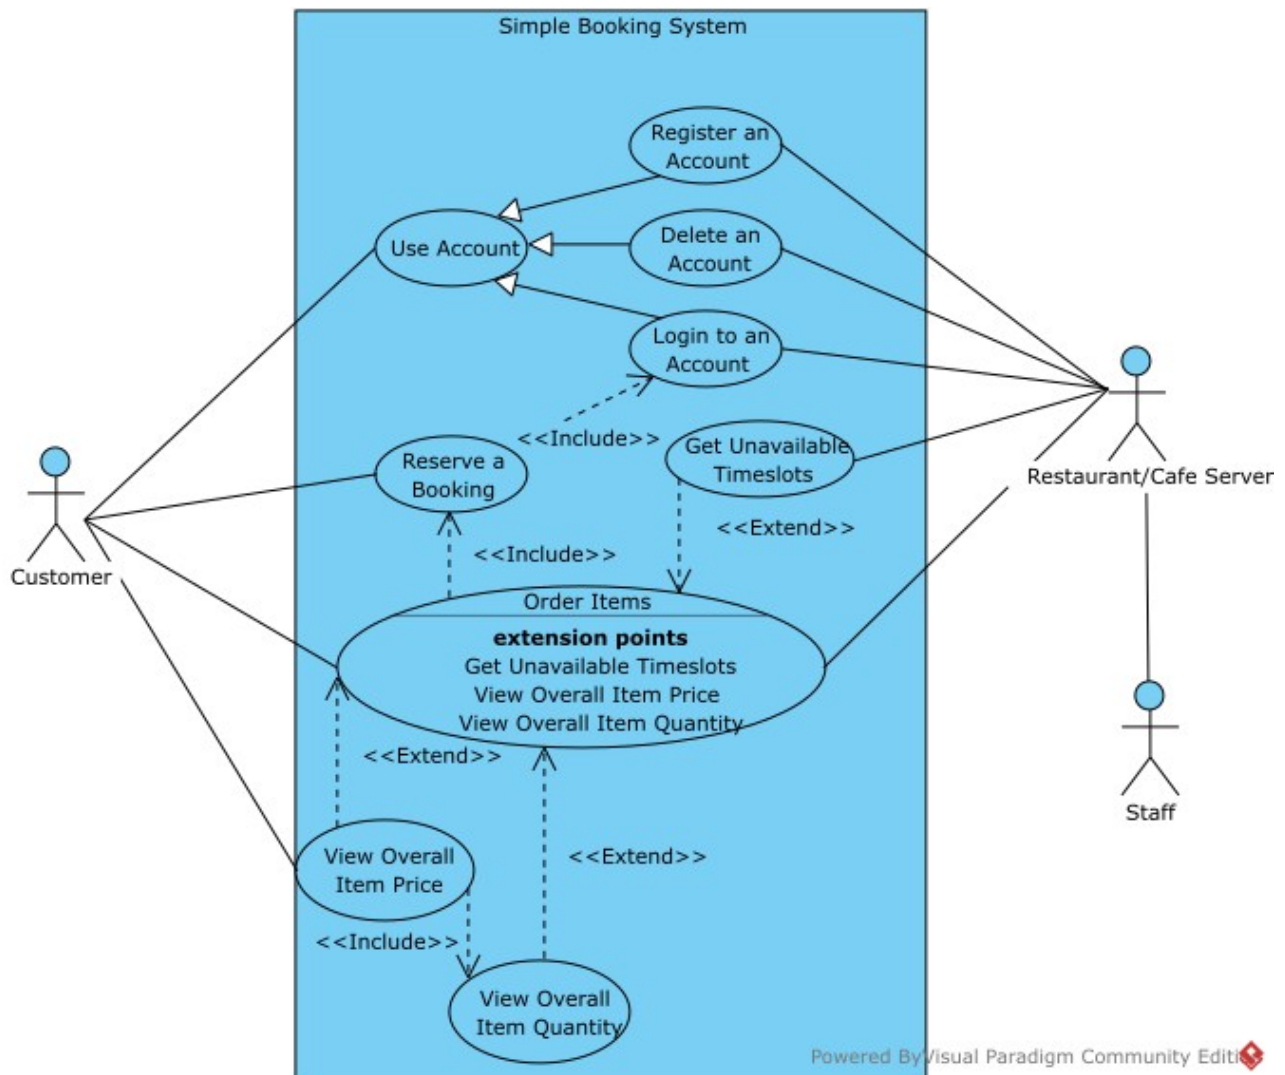 Simple Booking System
Register an
Account
Use Account
Delete an
Account
Login to an
Account
<<Include>>
Reserve a
Booking
Get Unavailable
Timeslots
Restaurant/Cafe Server
<<Extend>>
<<Include>>
Customer
Order Items
extension points
Get Unavailable Timeslots
View Overall Item Price
View Overall Item Quantity
<<Extend>>
Staff
View Overall
Item Price
<<Extend>>
<<Include>>
View Overall
Item Quantity
Powered By Visual Paradigm Community Edition